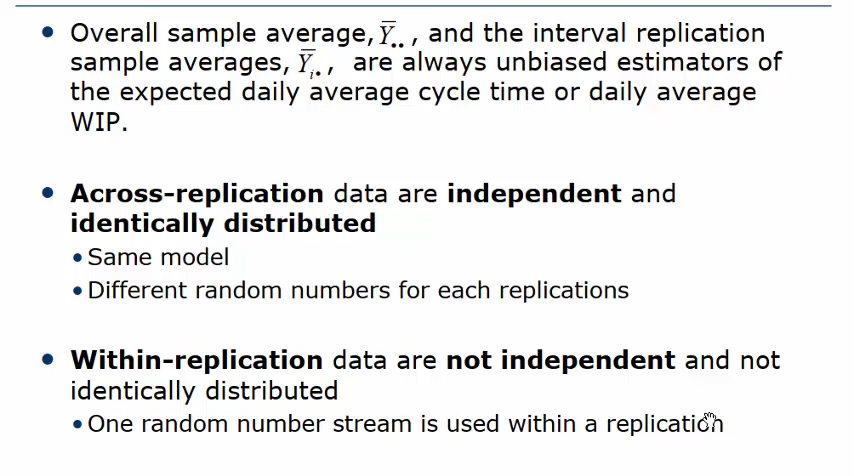 • Overall sample average, Ȳ.. , and the interval replication
sample averages, Ȳi. , are always unbiased estimators of
the expected daily average cycle time or daily average
WIP.
• Across-replication data are independent and
identically distributed
• Same model
• Different random numbers for each replications
• Within-replication data are not independent and not
identically distributed
• One random number stream is used within a replication